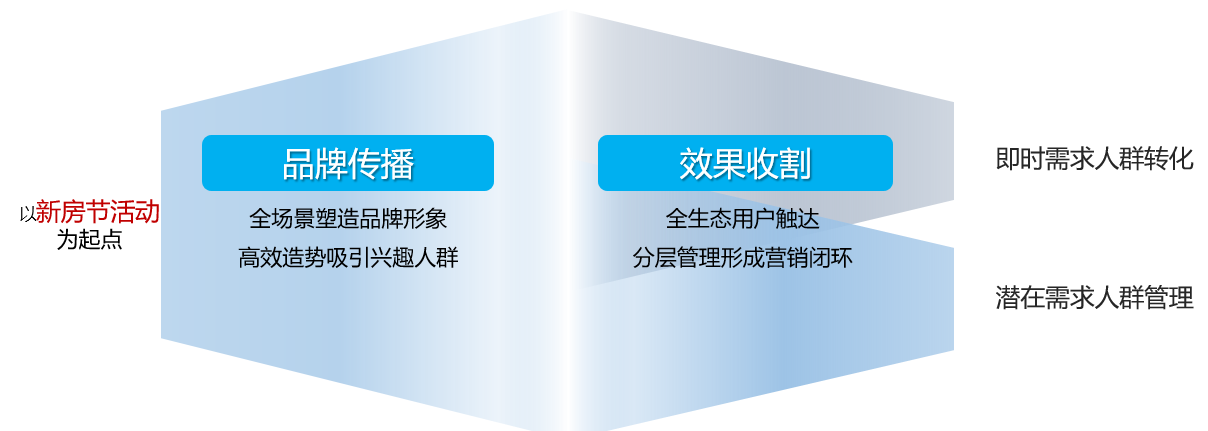 以新房节活动
为起点
品牌传播
全场景塑造品牌形象
高效造势吸引兴趣人群
效果收割
全生态用户触达
分层管理形成营销闭环
即时需求人群转化
潜在需求人群管理